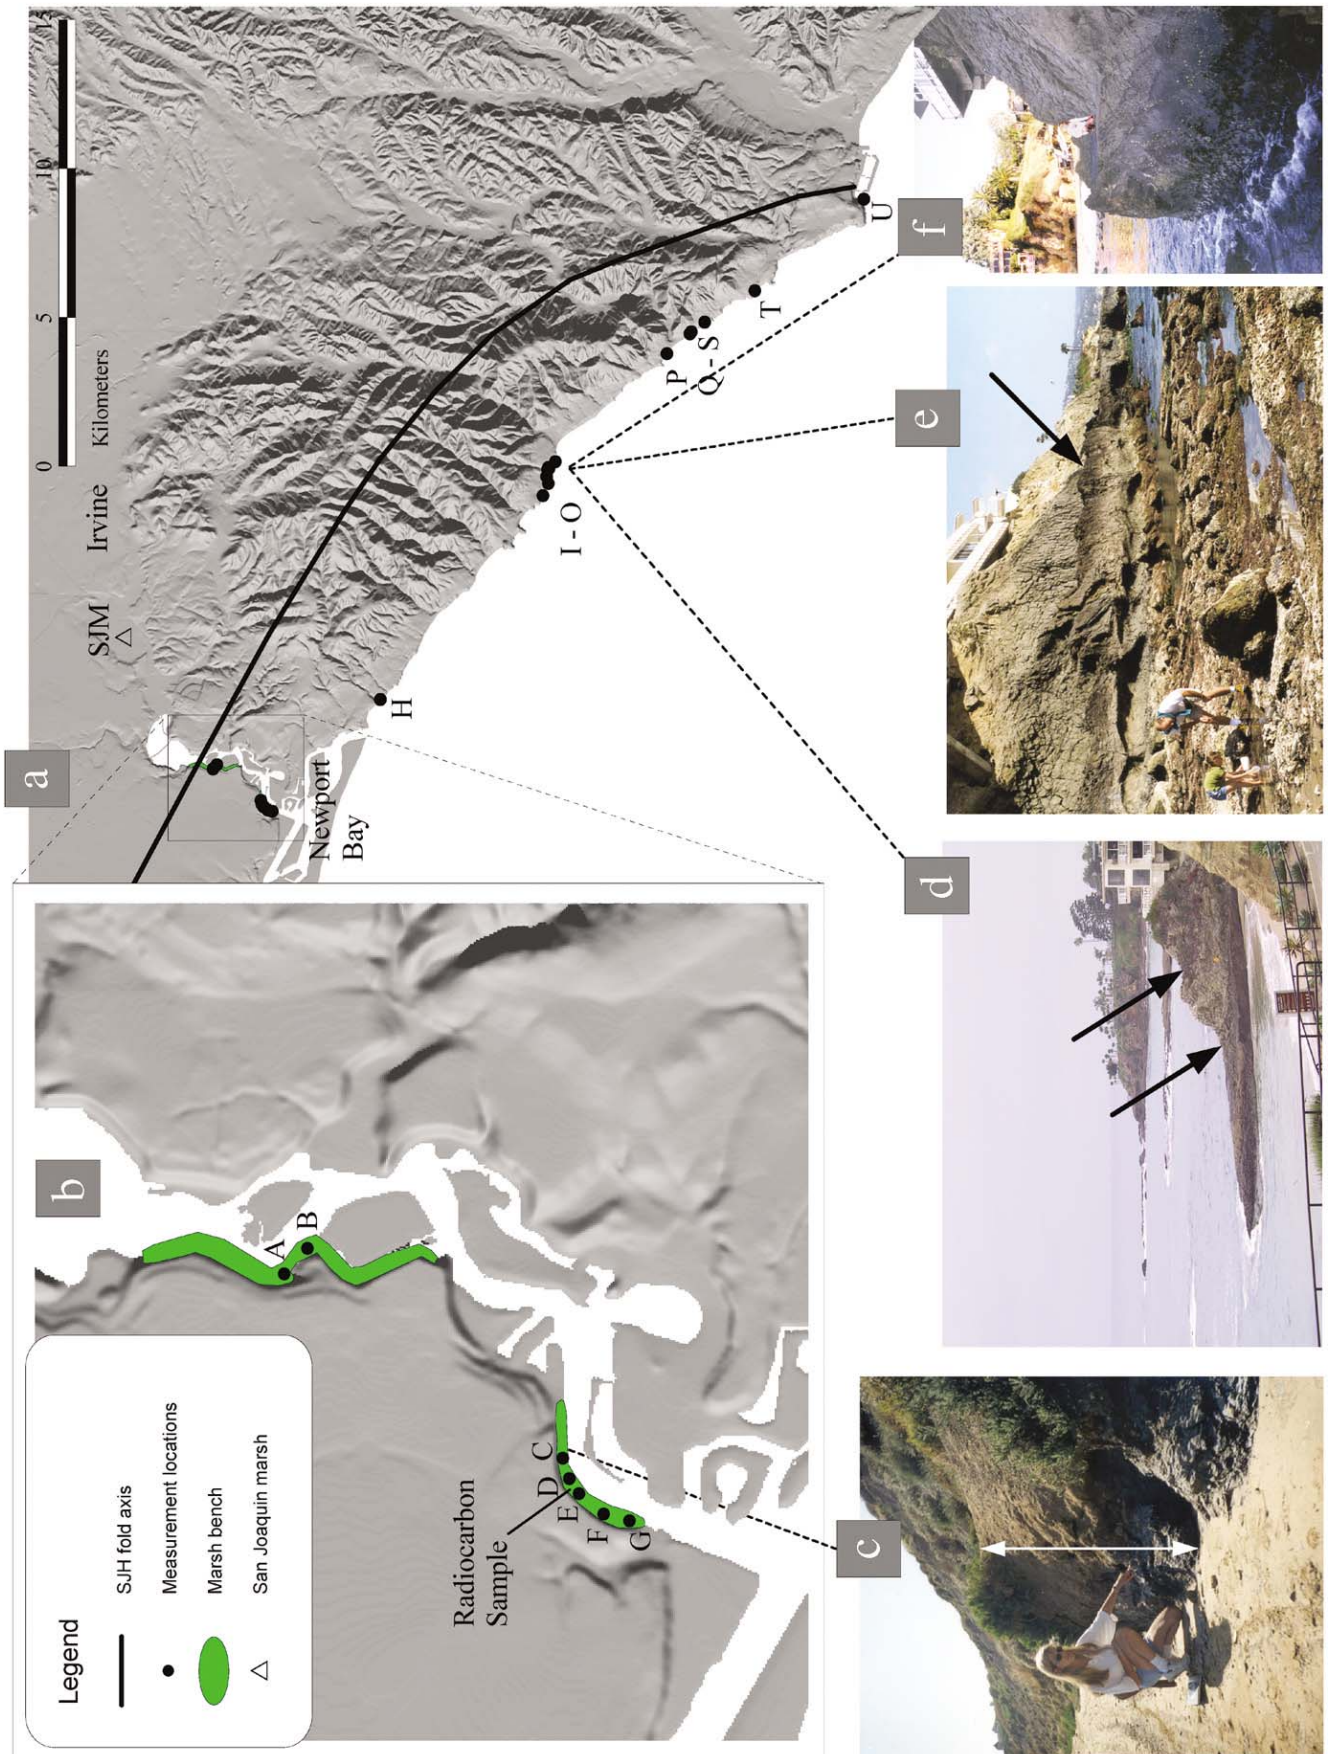 a
SJM
Irvine
Kilometers
0
5
10
15
Newport
Bay
H
I - O
P
Q - S
T
U
b
A
B
C
D
E
F
G
Radiocarbon
Sample
Legend
SJH fold axis
Measurement locations
Marsh bench
San Joaquin marsh
c
d
e
f